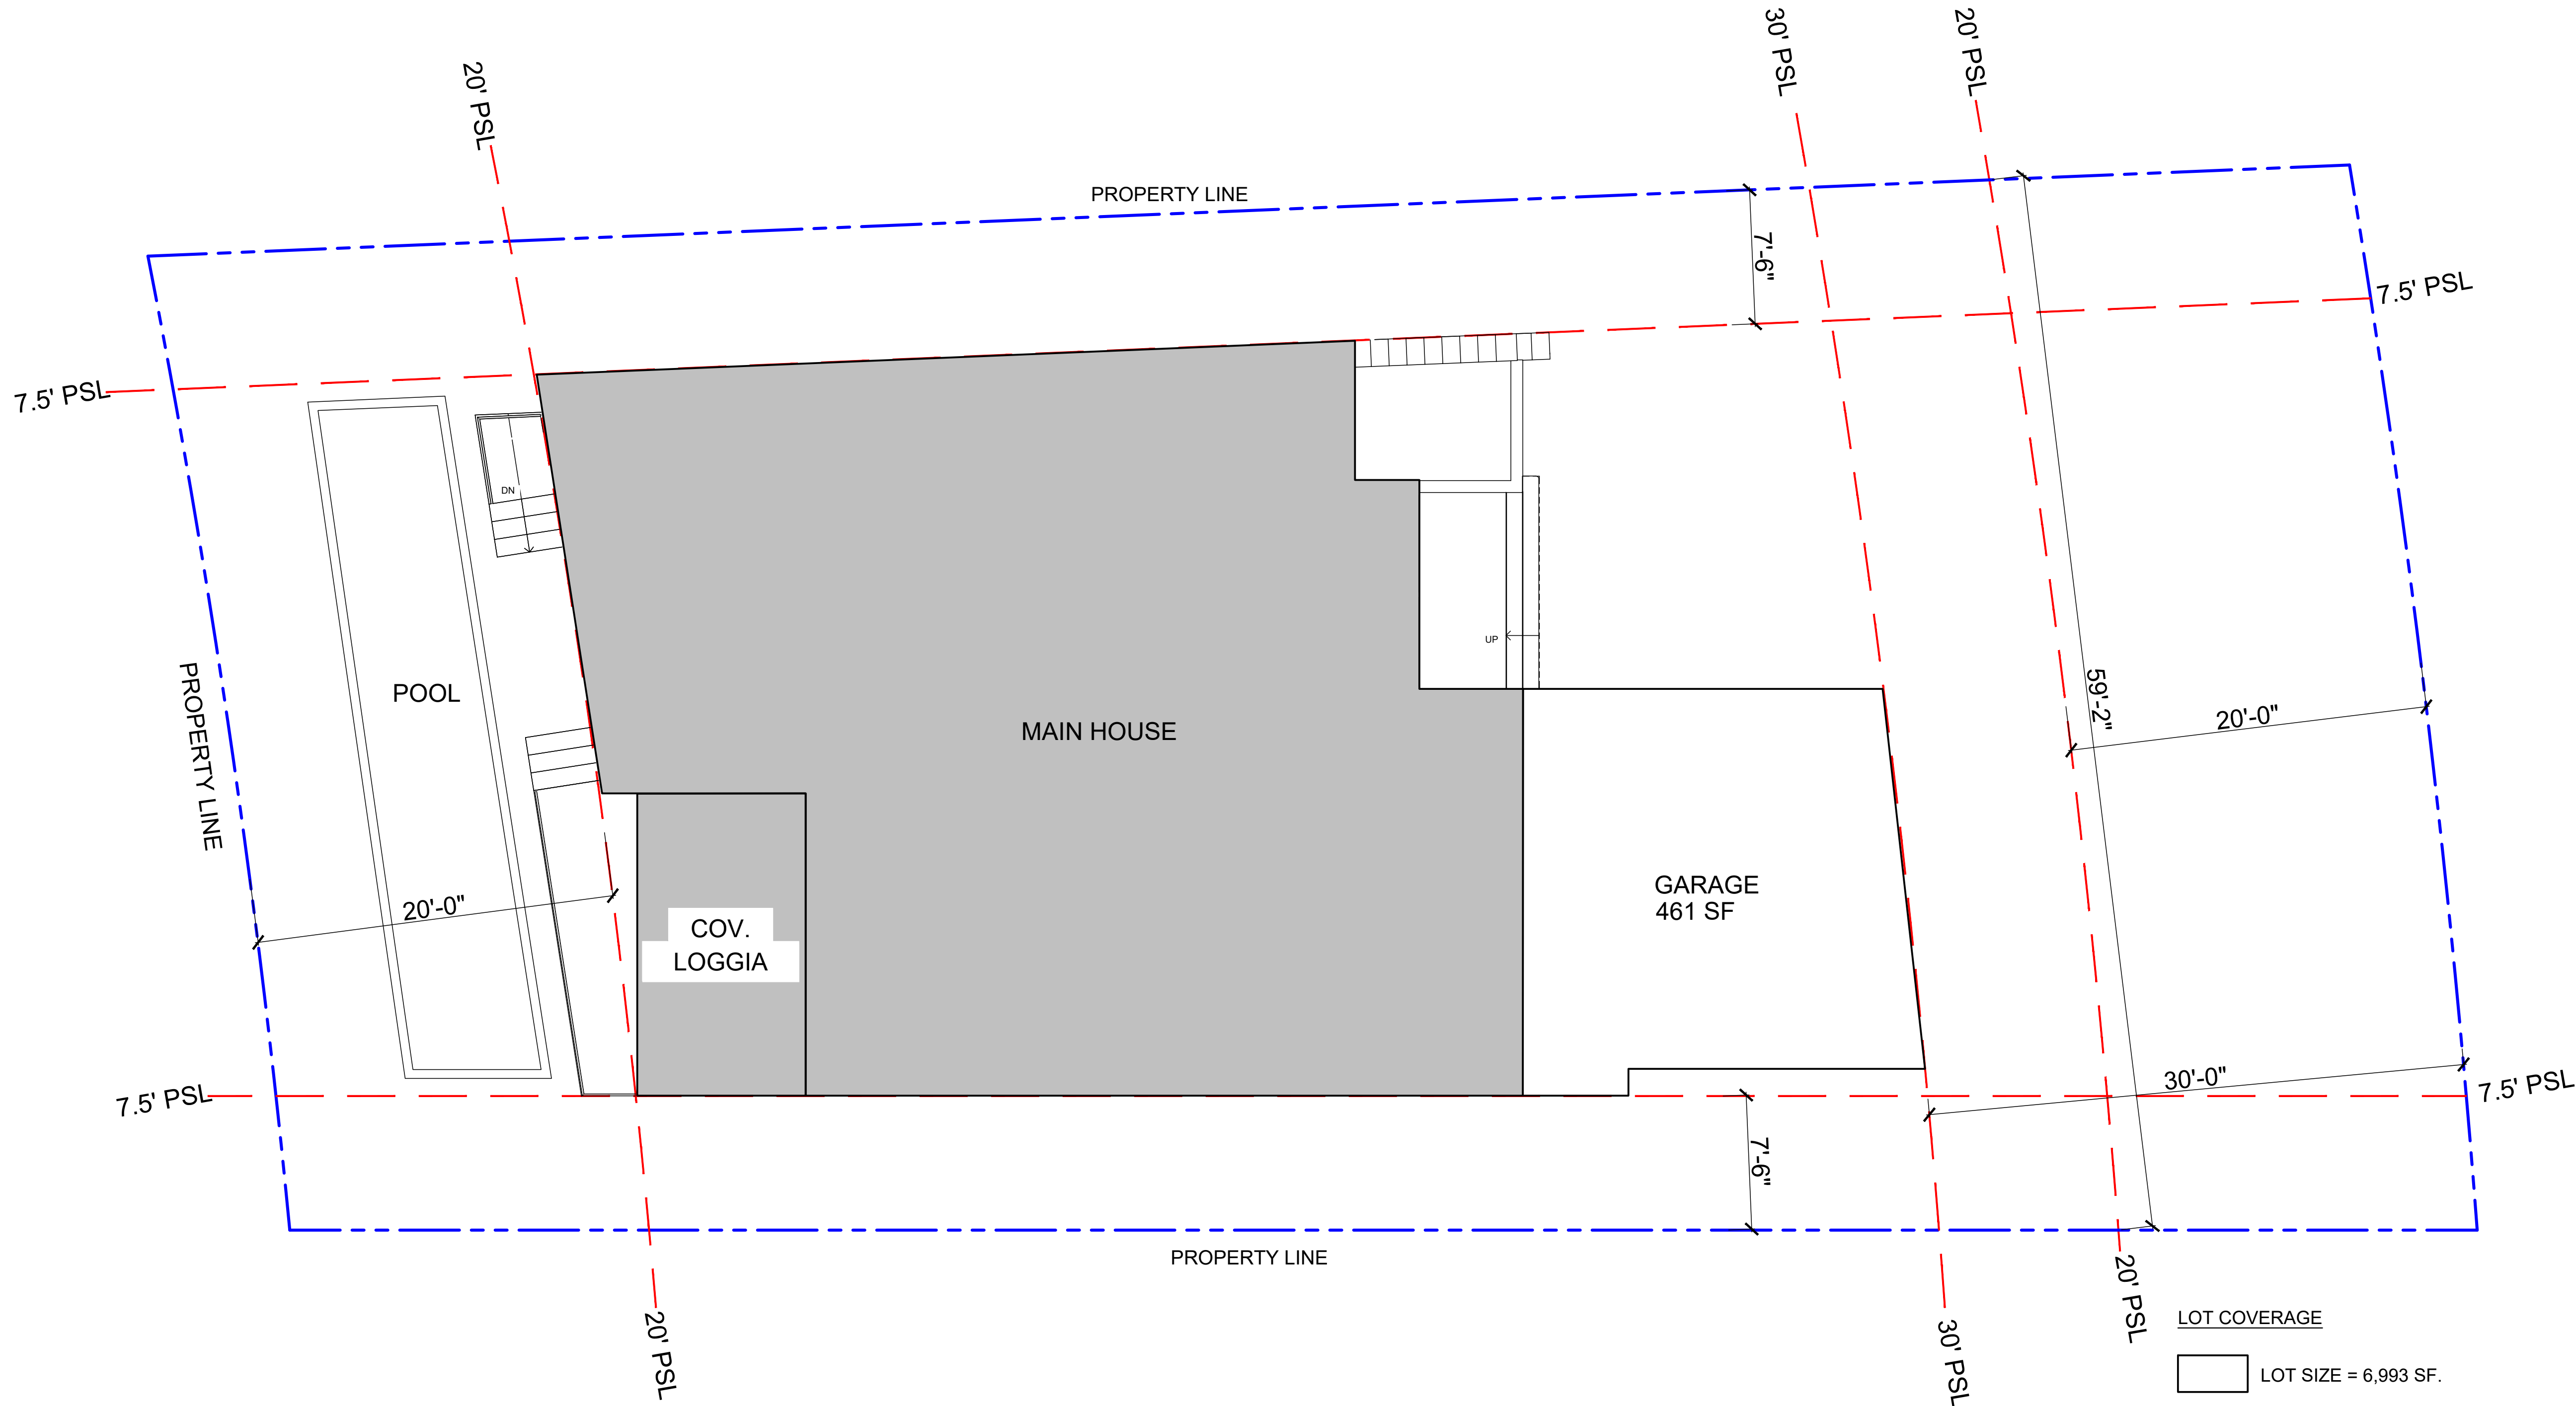 30' PSL
20' PSL
20' PSL
PROPERTY LINE
7'-6"
7.5' PSL
7.5' PSL
DN
UP
POOL
PROPERTY LINE
MAIN HOUSE
59'-2"
20'-0"
20'-0"
COV.
LOGGIA
GARAGE
461 SF
30'-0"
7.5' PSL
7.5' PSL
7'-6"
PROPERTY LINE
20' PSL
20' PSL
30' PSL
LOT COVERAGE
LOT SIZE = 6,993 SF.